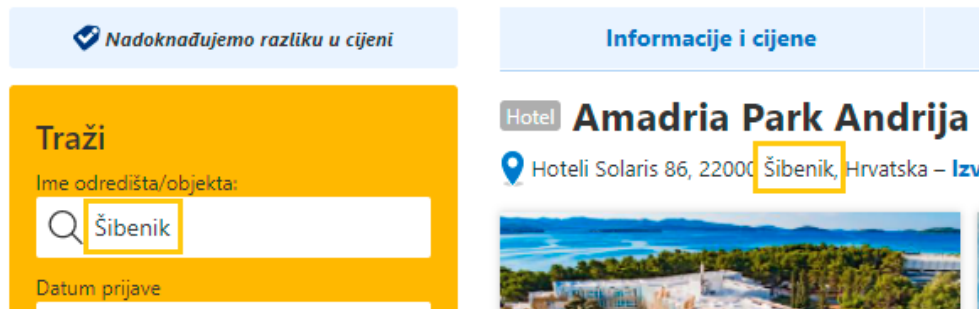 Nadoknađujemo razliku u cijeni
Informacije i cijene
Traži
Ime odredišta/objekta:
Šibenik
Datum prijave
Hotel Amadria Park Andrija
Hoteli Solaris 86, 22000 Šibenik, Hrvatska –